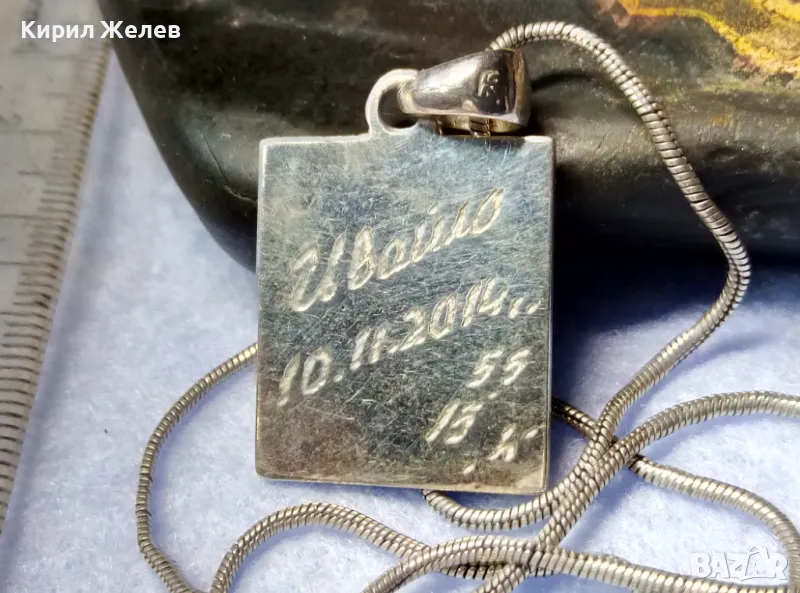 Кирил Желев
Ивайло
10.11.2014г.
55
15 ч.
BAZAR